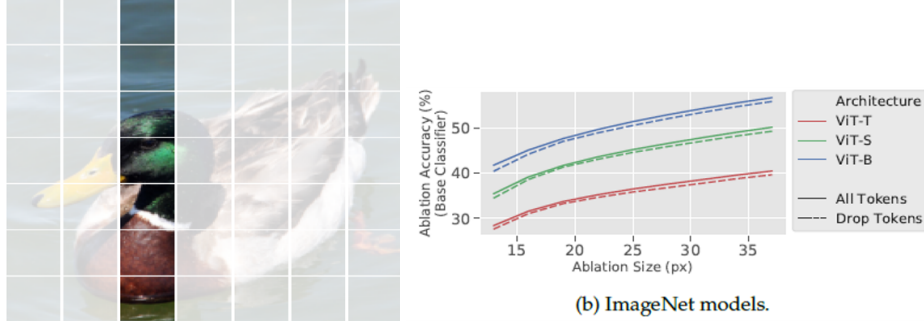 Ablation Accuracy (%)
(Base Classifier)
50
40
30
15 20 25 30 35
Ablation Size (px)
Architecture
ViT-T
ViT-S
ViT-B
All Tokens
Drop Tokens
(b) ImageNet models.